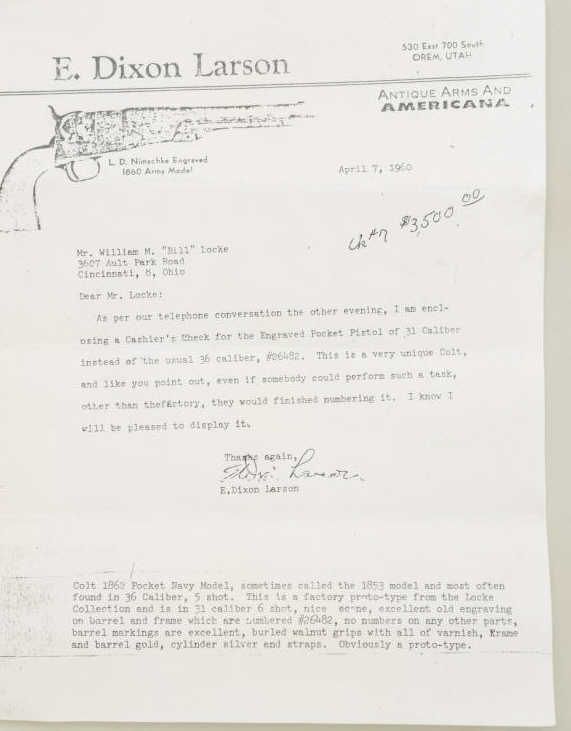 E. Dixon Larson
530 East 700 South
OREM, UTAH
ANTIQUE ARMS AND
AMERICANA
L. D. Nimschke Engraved
1860 Army Model
April 7, 1960
$3,500 00
Mr. William M. "Bill" Locke
3607 Ault Park Road
Cincinnati, 8, Ohio
Dear Mr. Locke:
As per our telephone conversation the other evening, I am encl-
osing a Cashier's Check for the Engraved Pocket Pistol of 31 Caliber
instead of the usual 36 caliber, #26482. This is a very unique Colt,
and like you point out, even if somebody could perform such a task,
other than thefactory, they would finished numbering it. I know I
will be pleased to display it.
Thanks again,
E.Dixon Larson
Colt 1862 Pocket Navy Model, sometimes called the 1853 model and most often
found in 36 Caliber, 5 shot. This is a factory proto-type from the Locke
Collection and is in 31 caliber 6 shot, nice scene, excellent old engraving
on barrel and frame which are numbered #26482, no numbers on any other parts,
barrel markings are excellent, burled walnut grips with all of varnish, Frame
and barrel gold, cylinder silver and straps. Obviously a proto-type.